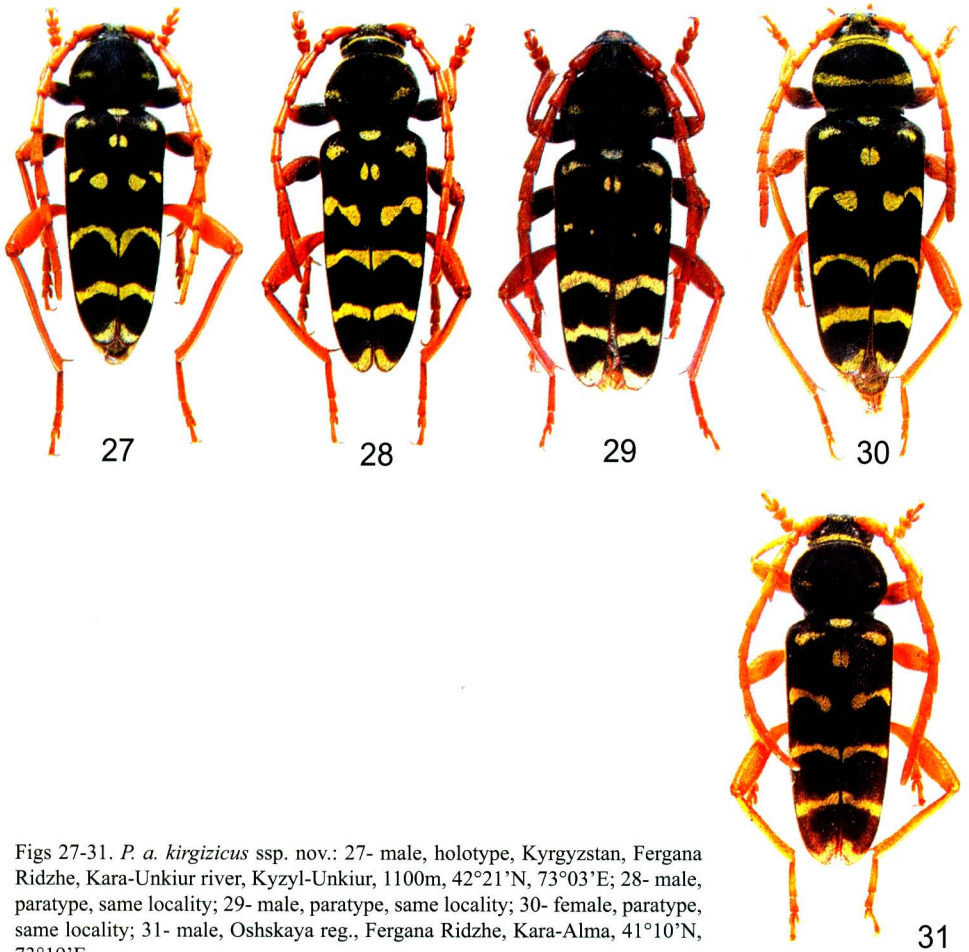 27
28
29
30
31
Figs 27-31. P. a. kirgizicus ssp. nov.: 27- male, holotype, Kyrgyzstan, Fergana
Ridzhe, Kara-Unkiur river, Kyzyl-Unkiur, 1100m, 42°21’N, 73°03’E; 28- male,
paratype, same locality; 29- male, paratype, same locality; 30- female, paratype,
same locality; 31- male, Oshskaya reg., Fergana Ridzhe, Kara-Alma, 41°10’N,